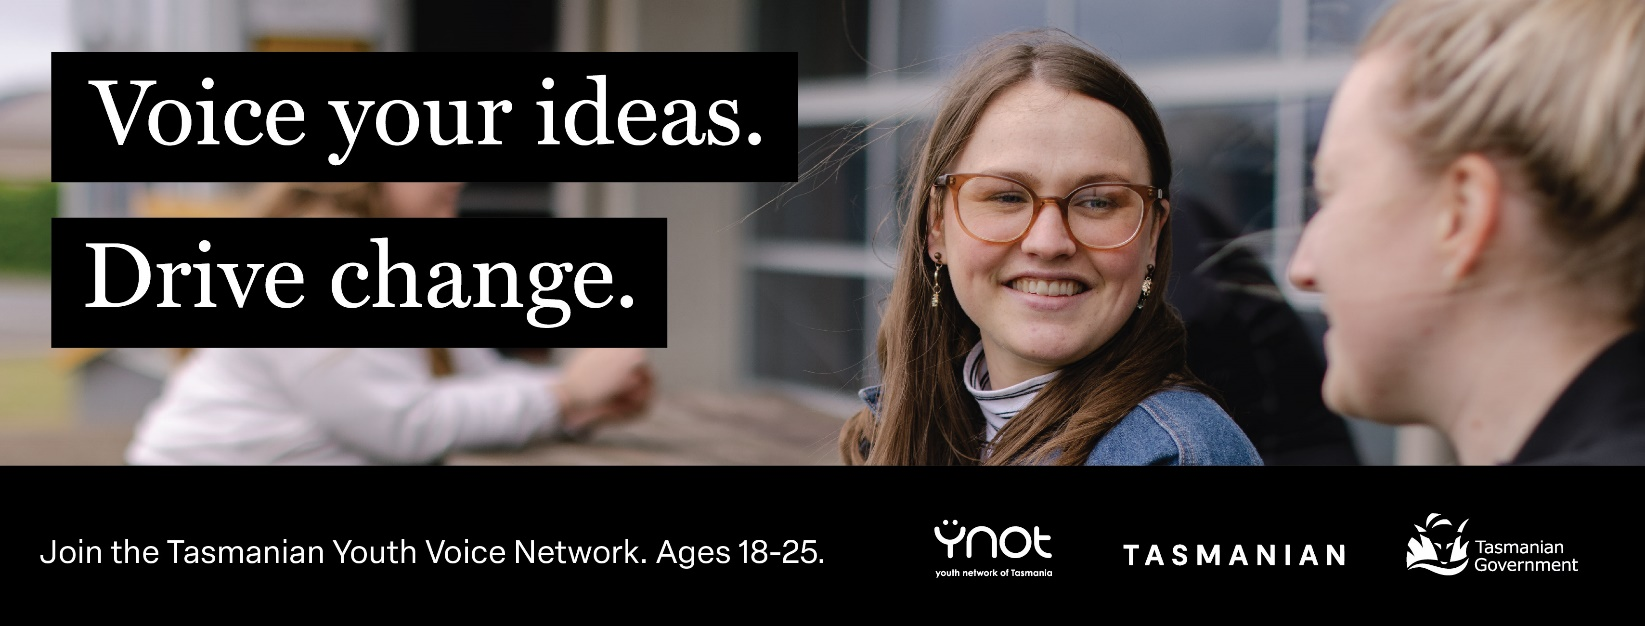 Voice your ideas.
Drive change.
Join the Tasmanian Youth Voice Network. Ages 18-25.
Ÿnot
youth network of Tasmania
TASMANIAN
Tasmanian
Government